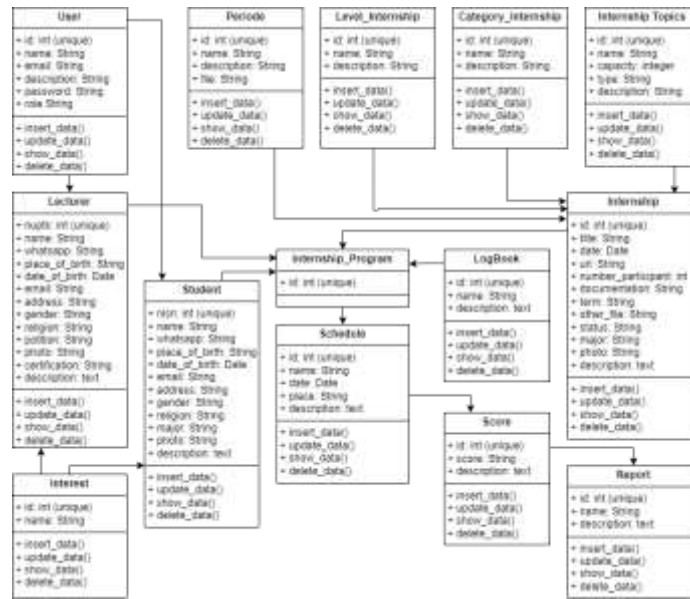 User
+ id: int (unique)
+ name: String
+ email: String
+ description: String
+ password: String
+ role String
+ insert_data()
+ update_data()
+ show_data()
+ delete_data()
Periode
+ id: int (unique)
+ name: String
+ description: String
+ file: String
+ insert_data()
+ update_data()
+ show_data()
+ delete_data()
Level_Internship
+ id: int (unique)
+ name: String
+ description: String
+ insert_data()
+ update_data()
+ show_data()
+ delete_data()
Category_Internship
+ id: int (unique)
+ name: String
+ description: String
+ insert_data()
+ update_data()
+ show_data()
+ delete_data()
Internship Topics
+ id: int (unique)
+ name: String
+ capacity: integer
+ type: String
+ description: String
+ insert_data()
+ update_data()
+ show_data()
+ delete_data()
Lecturer
+ nuptk: int (unique)
+ name: String
+ whatsapp: String
+ place_of_birth: String
+ date_of_birth: Date
+ email: String
+ address: String
+ gender: String
+ religion: String
+ position: String
+ photo: String
+ certification: String
+ description: text
+ insert_data()
+ update_data()
+ show_data()
+ delete_data()
Student
+ nisn: int (unique)
+ name: String
+ whatsapp: String
+ place_of_birth: String
+ date_of_birth: Date
+ email: String
+ address: String
+ gender: String
+ religion: String
+ major: String
+ photo: String
+ description: text
+ insert_data()
+ update_data()
+ show_data()
+ delete_data()
Internship_Program
+ id: int (unique)
LogBook
+ id: int (unique)
+ name: String
+ description: text
+ insert_data()
+ update_data()
+ show_data()
+ delete_data()
Internship
+ id: int (unique)
+ title: String
+ date: Date
+ url: String
+ number_participant: int
+ documentation: String
+ term: String
+ other_file: String
+ status: String
+ major: String
+ photo: String
+ description: text
+ insert_data()
+ update_data()
+ show_data()
+ delete_data()
Schedule
+ id: int (unique)
+ name: String
+ date: Date
+ place: String
+ description: text
+ insert_data()
+ update_data()
+ show_data()
+ delete_data()
Score
+ id: int (unique)
+ score: String
+ description: text
+ insert_data()
+ update_data()
+ show_data()
+ delete_data()
Interest
+ id: int (unique)
+ name: String
+ insert_data()
+ update_data()
+ show_data()
+ delete_data()
Report
+ id: int (unique)
+ name: String
+ description: text
+ insert_data()
+ update_data()
+ show_data()
+ delete_data()